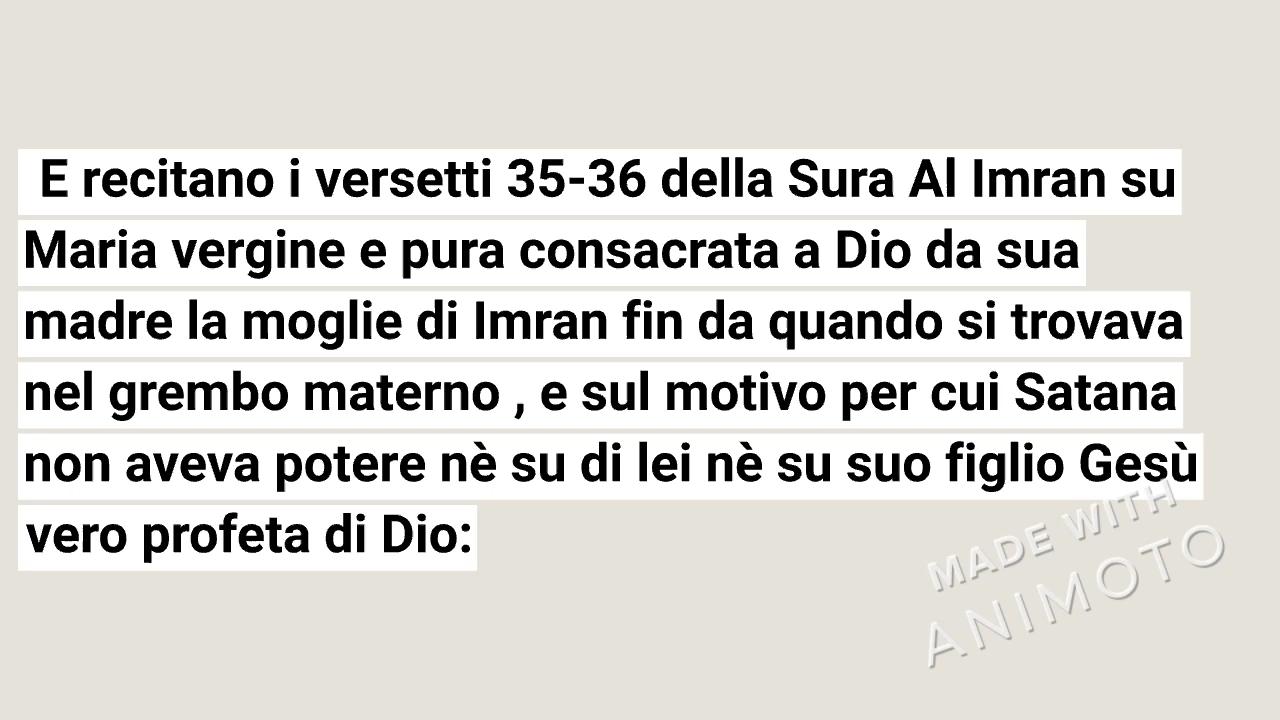 E recitano i versetti 35-36 della Sura Al Imran su
Maria vergine e pura consacrata a Dio da sua
madre la moglie di Imran fin da quando si trovava
nel grembo materno , e sul motivo per cui Satana
non aveva potere nè su di lei nè su suo figlio Gesù
vero profeta di Dio:
MADE WITH
ANIMOTO